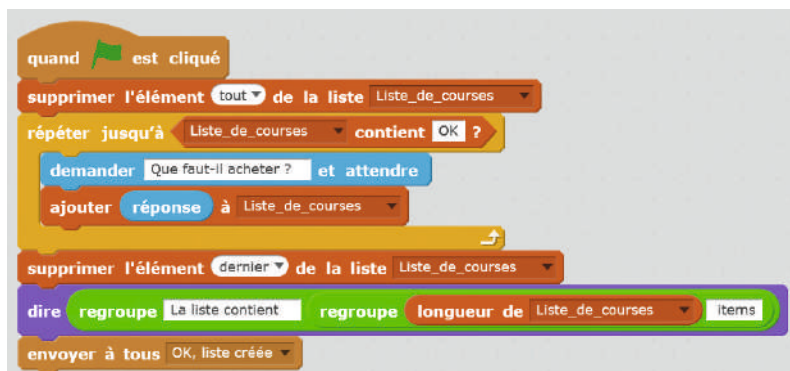 quand est cliqué
supprimer l'élément tout de la liste Liste_de_courses
répéter jusqu'à Liste_de_courses contient OK ?
demander Que faut-il acheter ? et attendre
ajouter réponse à Liste_de_courses
supprimer l'élément dernier de la liste Liste_de_courses
dire regroupe La liste contient regroupe longueur de Liste_de_courses items
envoyer à tous OK, liste créée